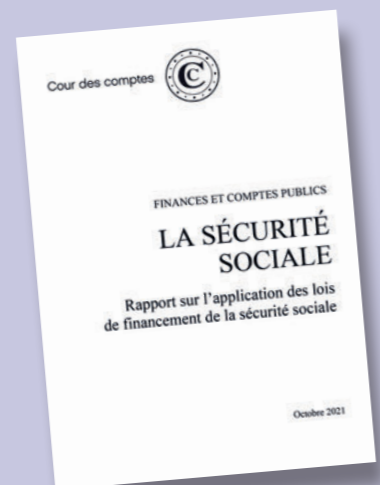 Cour des comptes
CC
FINANCES ET COMPTES PUBLICS
LA SÉCURITÉ
SOCIALE
Rapport sur l’application des lois
de financement de la sécurité sociale
Octobre 2021